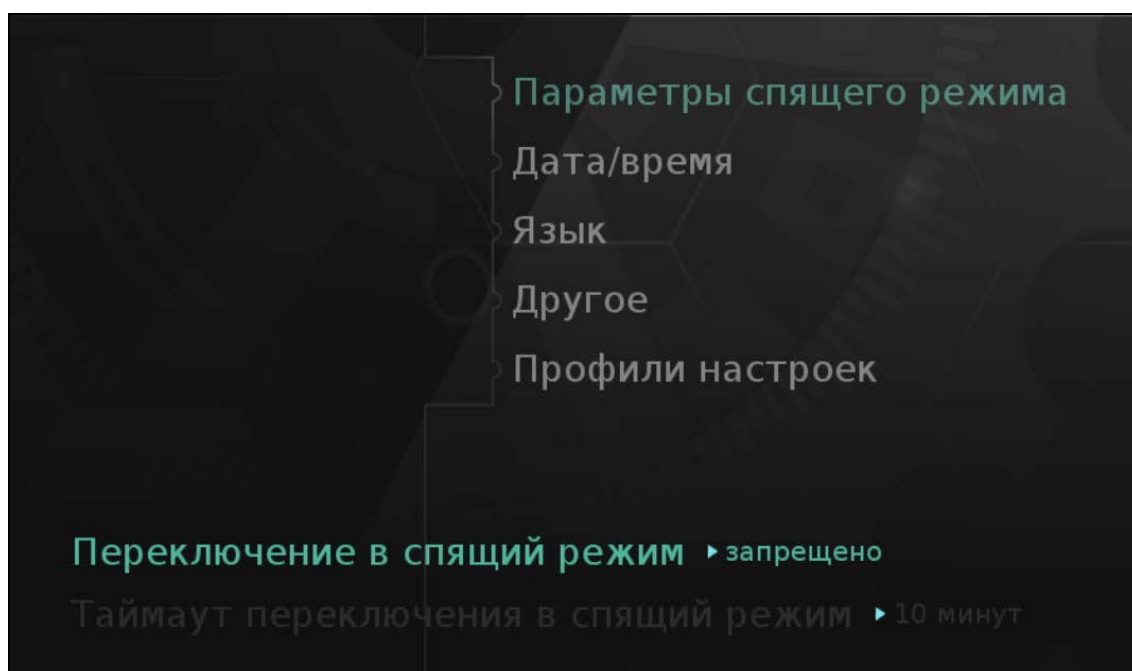 Параметры спящего режима
Дата/время
Язык
Другое
Профили настроек
Переключение в спящий режим запрещено
Таймаут переключения в спящий режим 10 минут